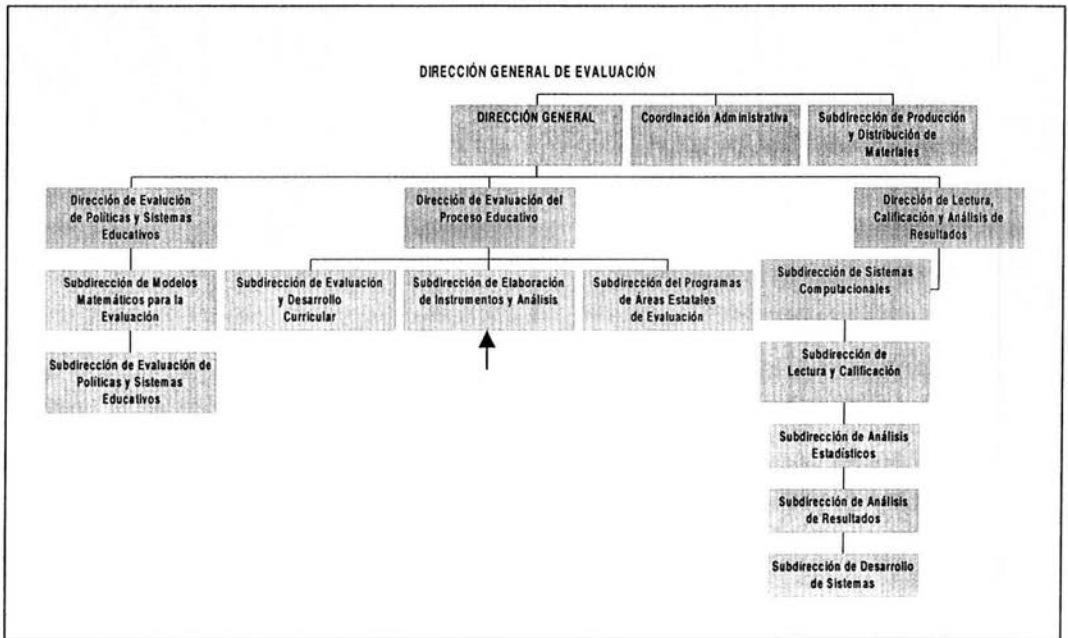 DIRECCIÓN GENERAL DE EVALUACIÓN
DIRECCIÓN GENERAL
Coordinación Administrativa
Subdirección de Producción
y Distribución de
Materiales
Dirección de Evalución
de Políticas y Sistemas
Educativos
Dirección de Evaluación del
Proceso Educativo
Dirección de Lectura,
Calificación y Análisis de
Resultados
Subdirección de Modelos
Matemáticos para la
Evaluación
Subdirección de Evaluación
y Desarrollo
Curricular
Subdirección de Elaboración
de Instrumentos y Análisis
Subdirección del Programas
de Áreas Estatales
de Evaluación
Subdirección de Sistemas
Computacionales
Subdirección de Evaluación de
Políticas y Sistemas
Educativos
Subdirección de
Lectura y Calificación
Subdirección de Análisis
Estadísticos
Subdirección de Análisis
de Resultados
Subdirección de Desarrollo
de Sistemas